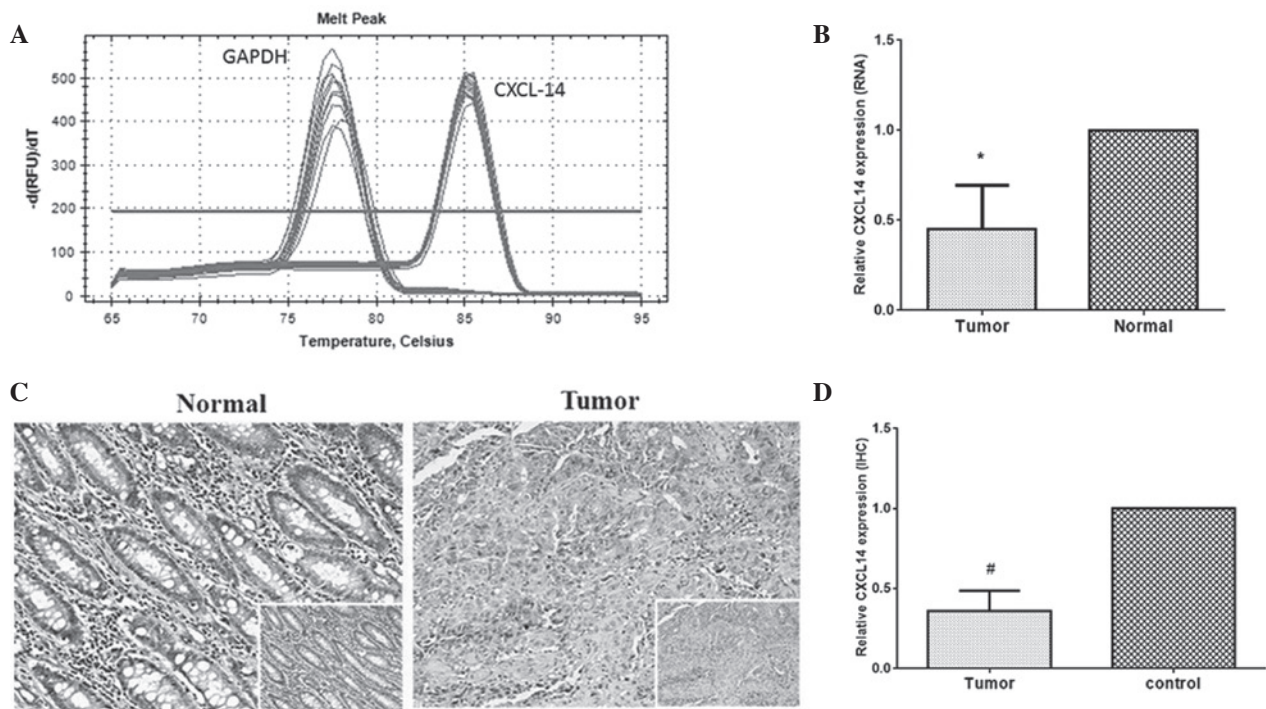 A
Melt Peak
GAPDH
CXCL-14
-d(RFU)/dT
500
400
300
200
100
0
65
70
75
80
85
90
95
Temperature, Celsius
B
Relative CXCL14 expression (RNA)
1.5
1.0
0.5
0.0
*
Tumor
Normal
C
Normal
Tumor
D
Relative CXCL14 expression (IHC)
1.5
1.0
0.5
0.0
#
Tumor
control